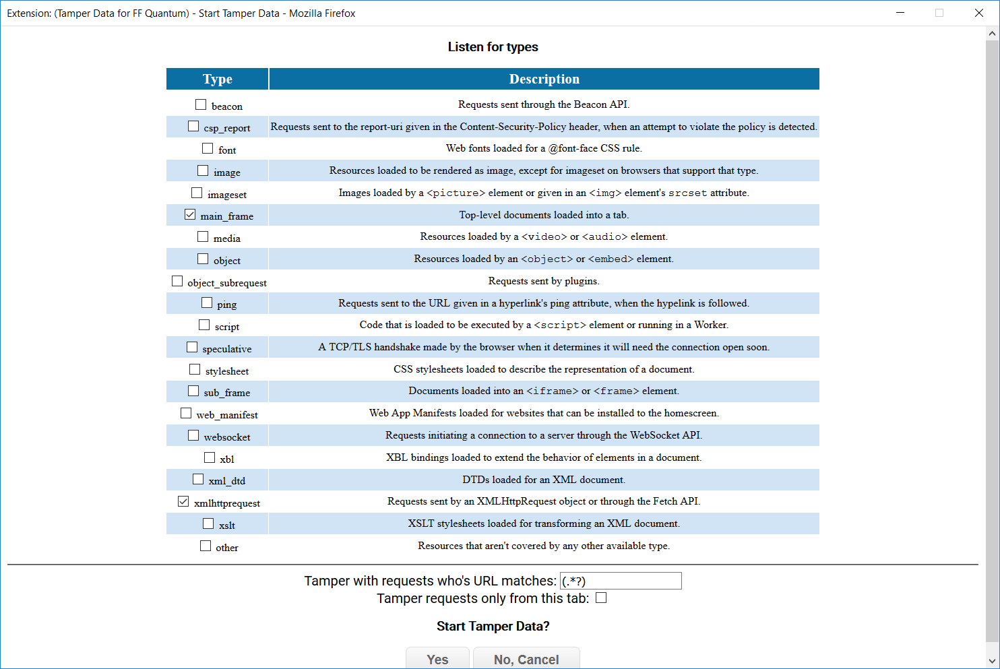 Extension: (Tamper Data for FF Quantum) - Start Tamper Data - Mozilla Firefox
Listen for types
Type Description
beacon Requests sent through the Beacon API.
csp_report Requests sent to the report-uri given in the Content-Security-Policy header, when an attempt to violate the policy is detected.
font Web fonts loaded for a @font-face CSS rule.
image Resources loaded to be rendered as image, except for imageset on browsers that support that type.
imageset Images loaded by a <picture> element or given in an <img> element's srcset attribute.
main_frame Top-level documents loaded into a tab.
media Resources loaded by a <video> or <audio> element.
object Resources loaded by an <object> or <embed> element.
object_subrequest Requests sent by plugins.
ping Requests sent to the URL given in a hyperlink's ping attribute, when the hypelink is followed.
script Code that is loaded to be executed by a <script> element or running in a Worker.
speculative A TCP/TLS handshake made by the browser when it determines it will need the connection open soon.
stylesheet CSS stylesheets loaded to describe the representation of a document.
sub_frame Documents loaded into an <iframe> or <frame> element.
web_manifest Web App Manifests loaded for websites that can be installed to the homescreen.
websocket Requests initiating a connection to a server through the WebSocket API.
xbl XBL bindings loaded to extend the behavior of elements in a document.
xml_dtd DTDs loaded for an XML document.
xmlhttprequest Requests sent by an XMLHttpRequest object or through the Fetch API.
xslt XSLT stylesheets loaded for transforming an XML document.
other Resources that aren't covered by any other available type.
Tamper with requests who's URL matches: (.*?)
Tamper requests only from this tab:
Start Tamper Data?
Yes No, Cancel